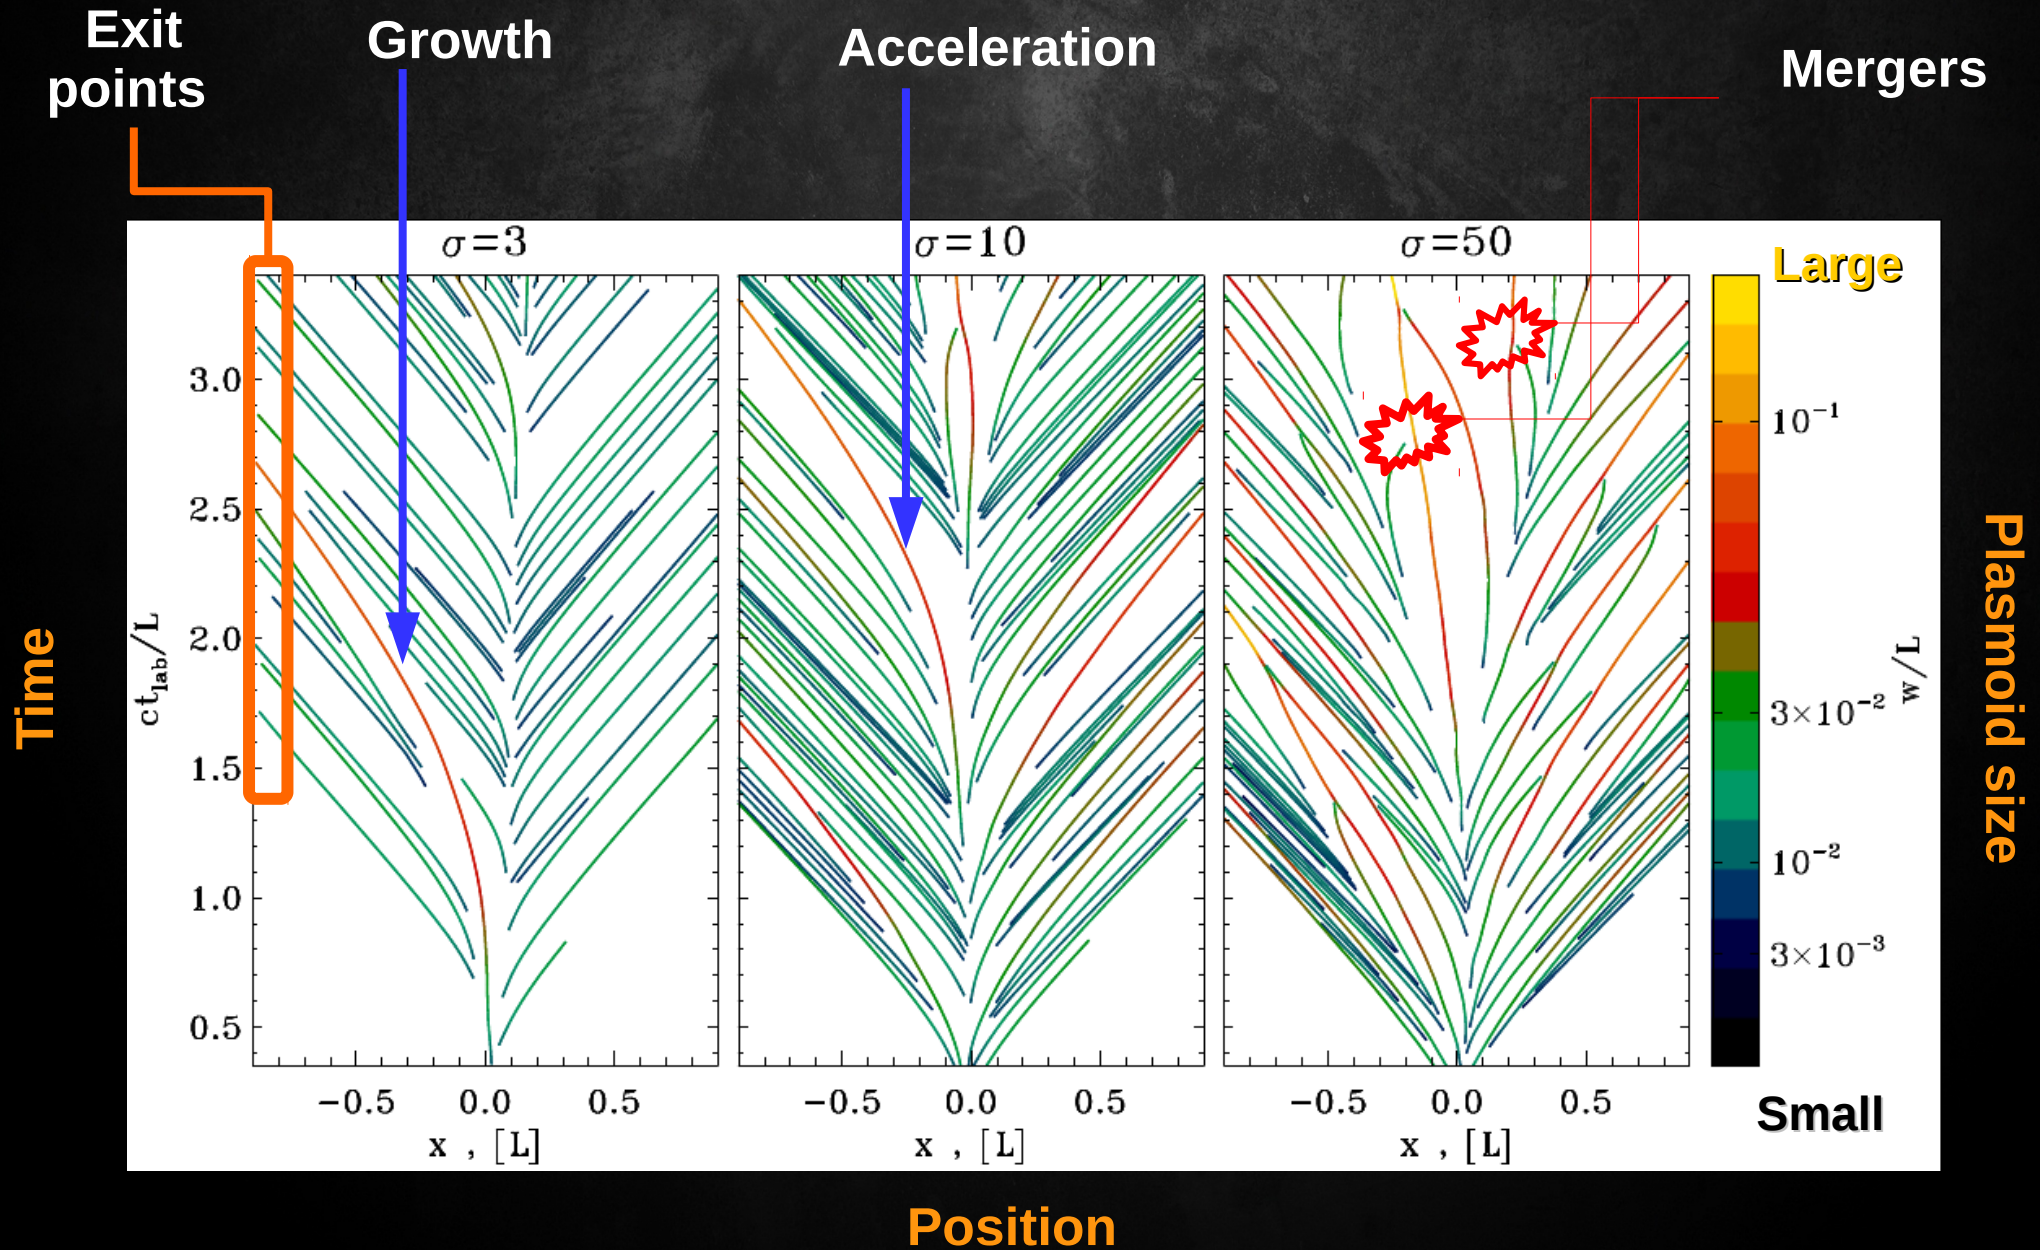 Exit
points
Growth
Acceleration
Mergers
σ=3
σ=10
σ=50
Large
3.0
2.5
2.0
1.5
1.0
0.5
Time
ct_lab/L
10⁻¹
3×10⁻²
10⁻²
3×10⁻³
w/L
Plasmoid size
−0.5 0.0 0.5
−0.5 0.0 0.5
−0.5 0.0 0.5
Small
x , [L]
x , [L]
x , [L]
Position